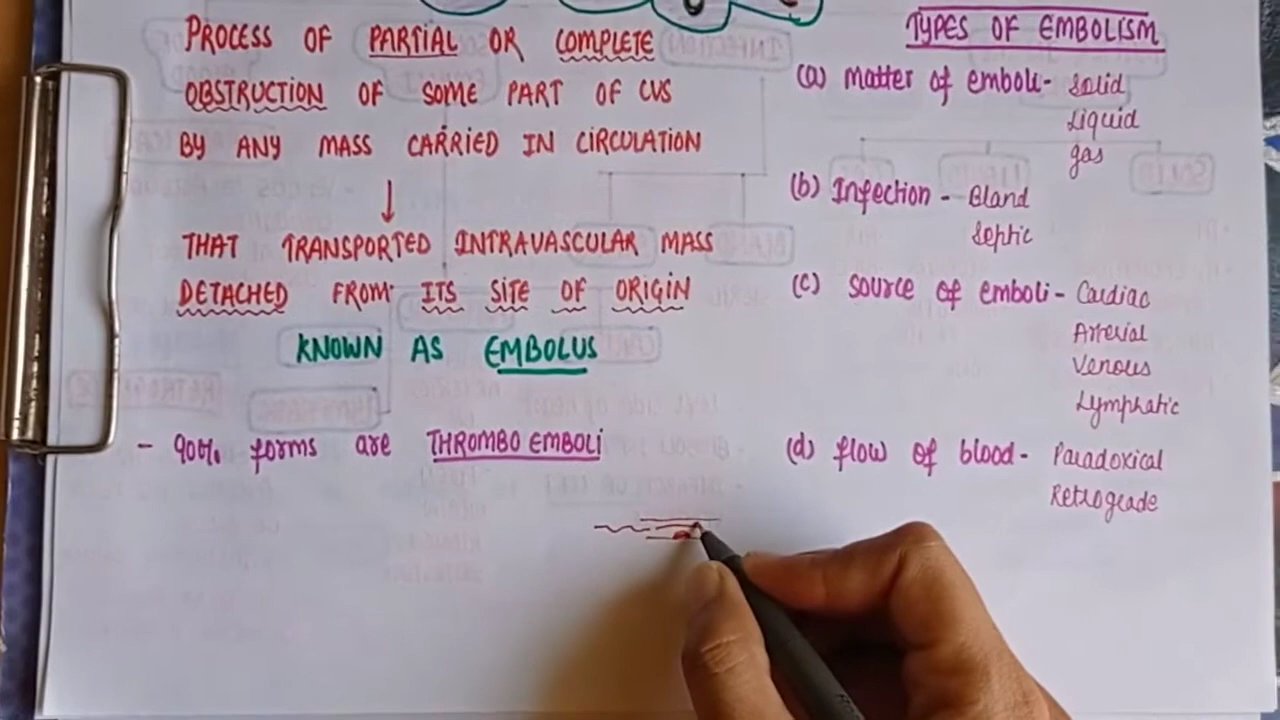 PROCESS OF PARTIAL OR COMPLETE
OBSTRUCTION OF SOME PART OF CVS
BY ANY MASS CARRIED IN CIRCULATION
THAT TRANSPORTED INTRAVASCULAR MASS
DETACHED FROM ITS SITE OF ORIGIN
KNOWN AS EMBOLUS
- 90% forms are THROMBOEMBOLI
TYPES OF EMBOLISM
(a) matter of emboli - Solid
Liquid
gas
(b) Infection - Bland
Septic
(c) source of emboli - Cardiac
Arterial
Venous
Lymphatic
(d) flow of blood - Paradoxical
Retrograde